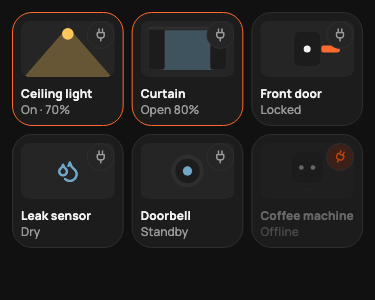 Ceiling light
On · 70%
Curtain
Open 80%
Front door
Locked
Leak sensor
Dry
Doorbell
Standby
Coffee machine
Offline